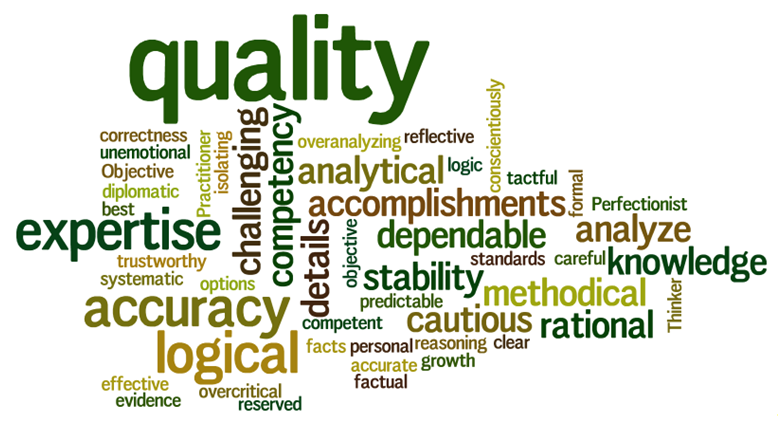 quality
correctness
unemotional
Objective
diplomatic
best
Practitioner
isolating
challenging
competency
overanalyzing
reflective
conscientiously
analytical
logic
tactful
accomplishments
formal
Perfectionist
expertise
details
objective
dependable
analyze
trustworthy
standards
careful
knowledge
systematic
options
stability
predictable
methodical
Thinker
accuracy
competent
cautious
rational
logical
facts
personal
reasoning
clear
accurate
growth
factual
effective
evidence
overcritical
reserved